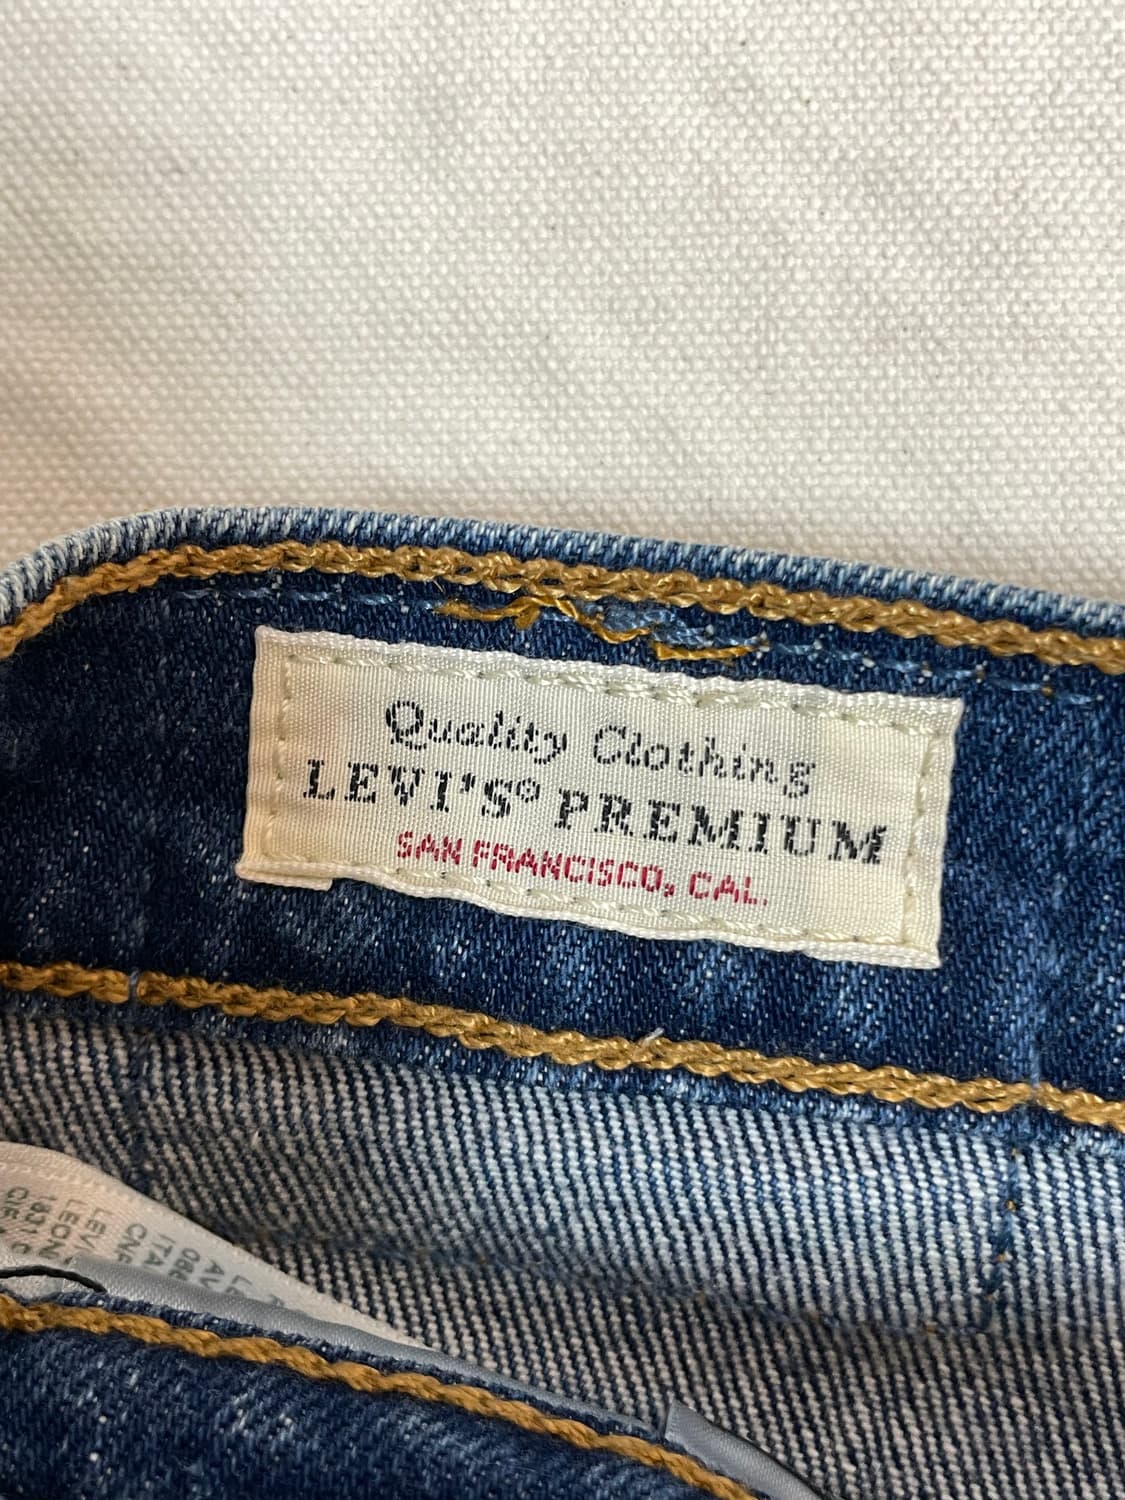 Quality Clothing
LEVI'S® PREMIUM
SAN FRANCISCO, CAL.